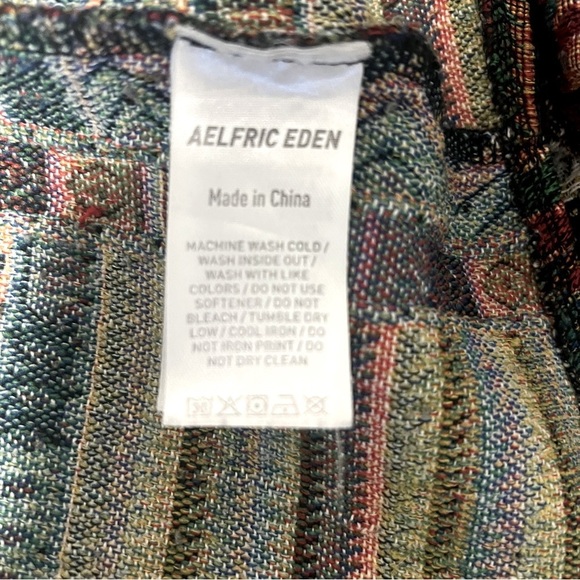 AELFRIC EDEN
Made in China
MACHINE WASH COLD /
WASH INSIDE OUT /
WASH WITH LIKE
COLORS / DO NOT USE
SOFTENER / DO NOT
BLEACH / TUMBLE DRY
LOW / COOL IRON / DO
NOT IRON PRINT / DO
NOT DRY CLEAN